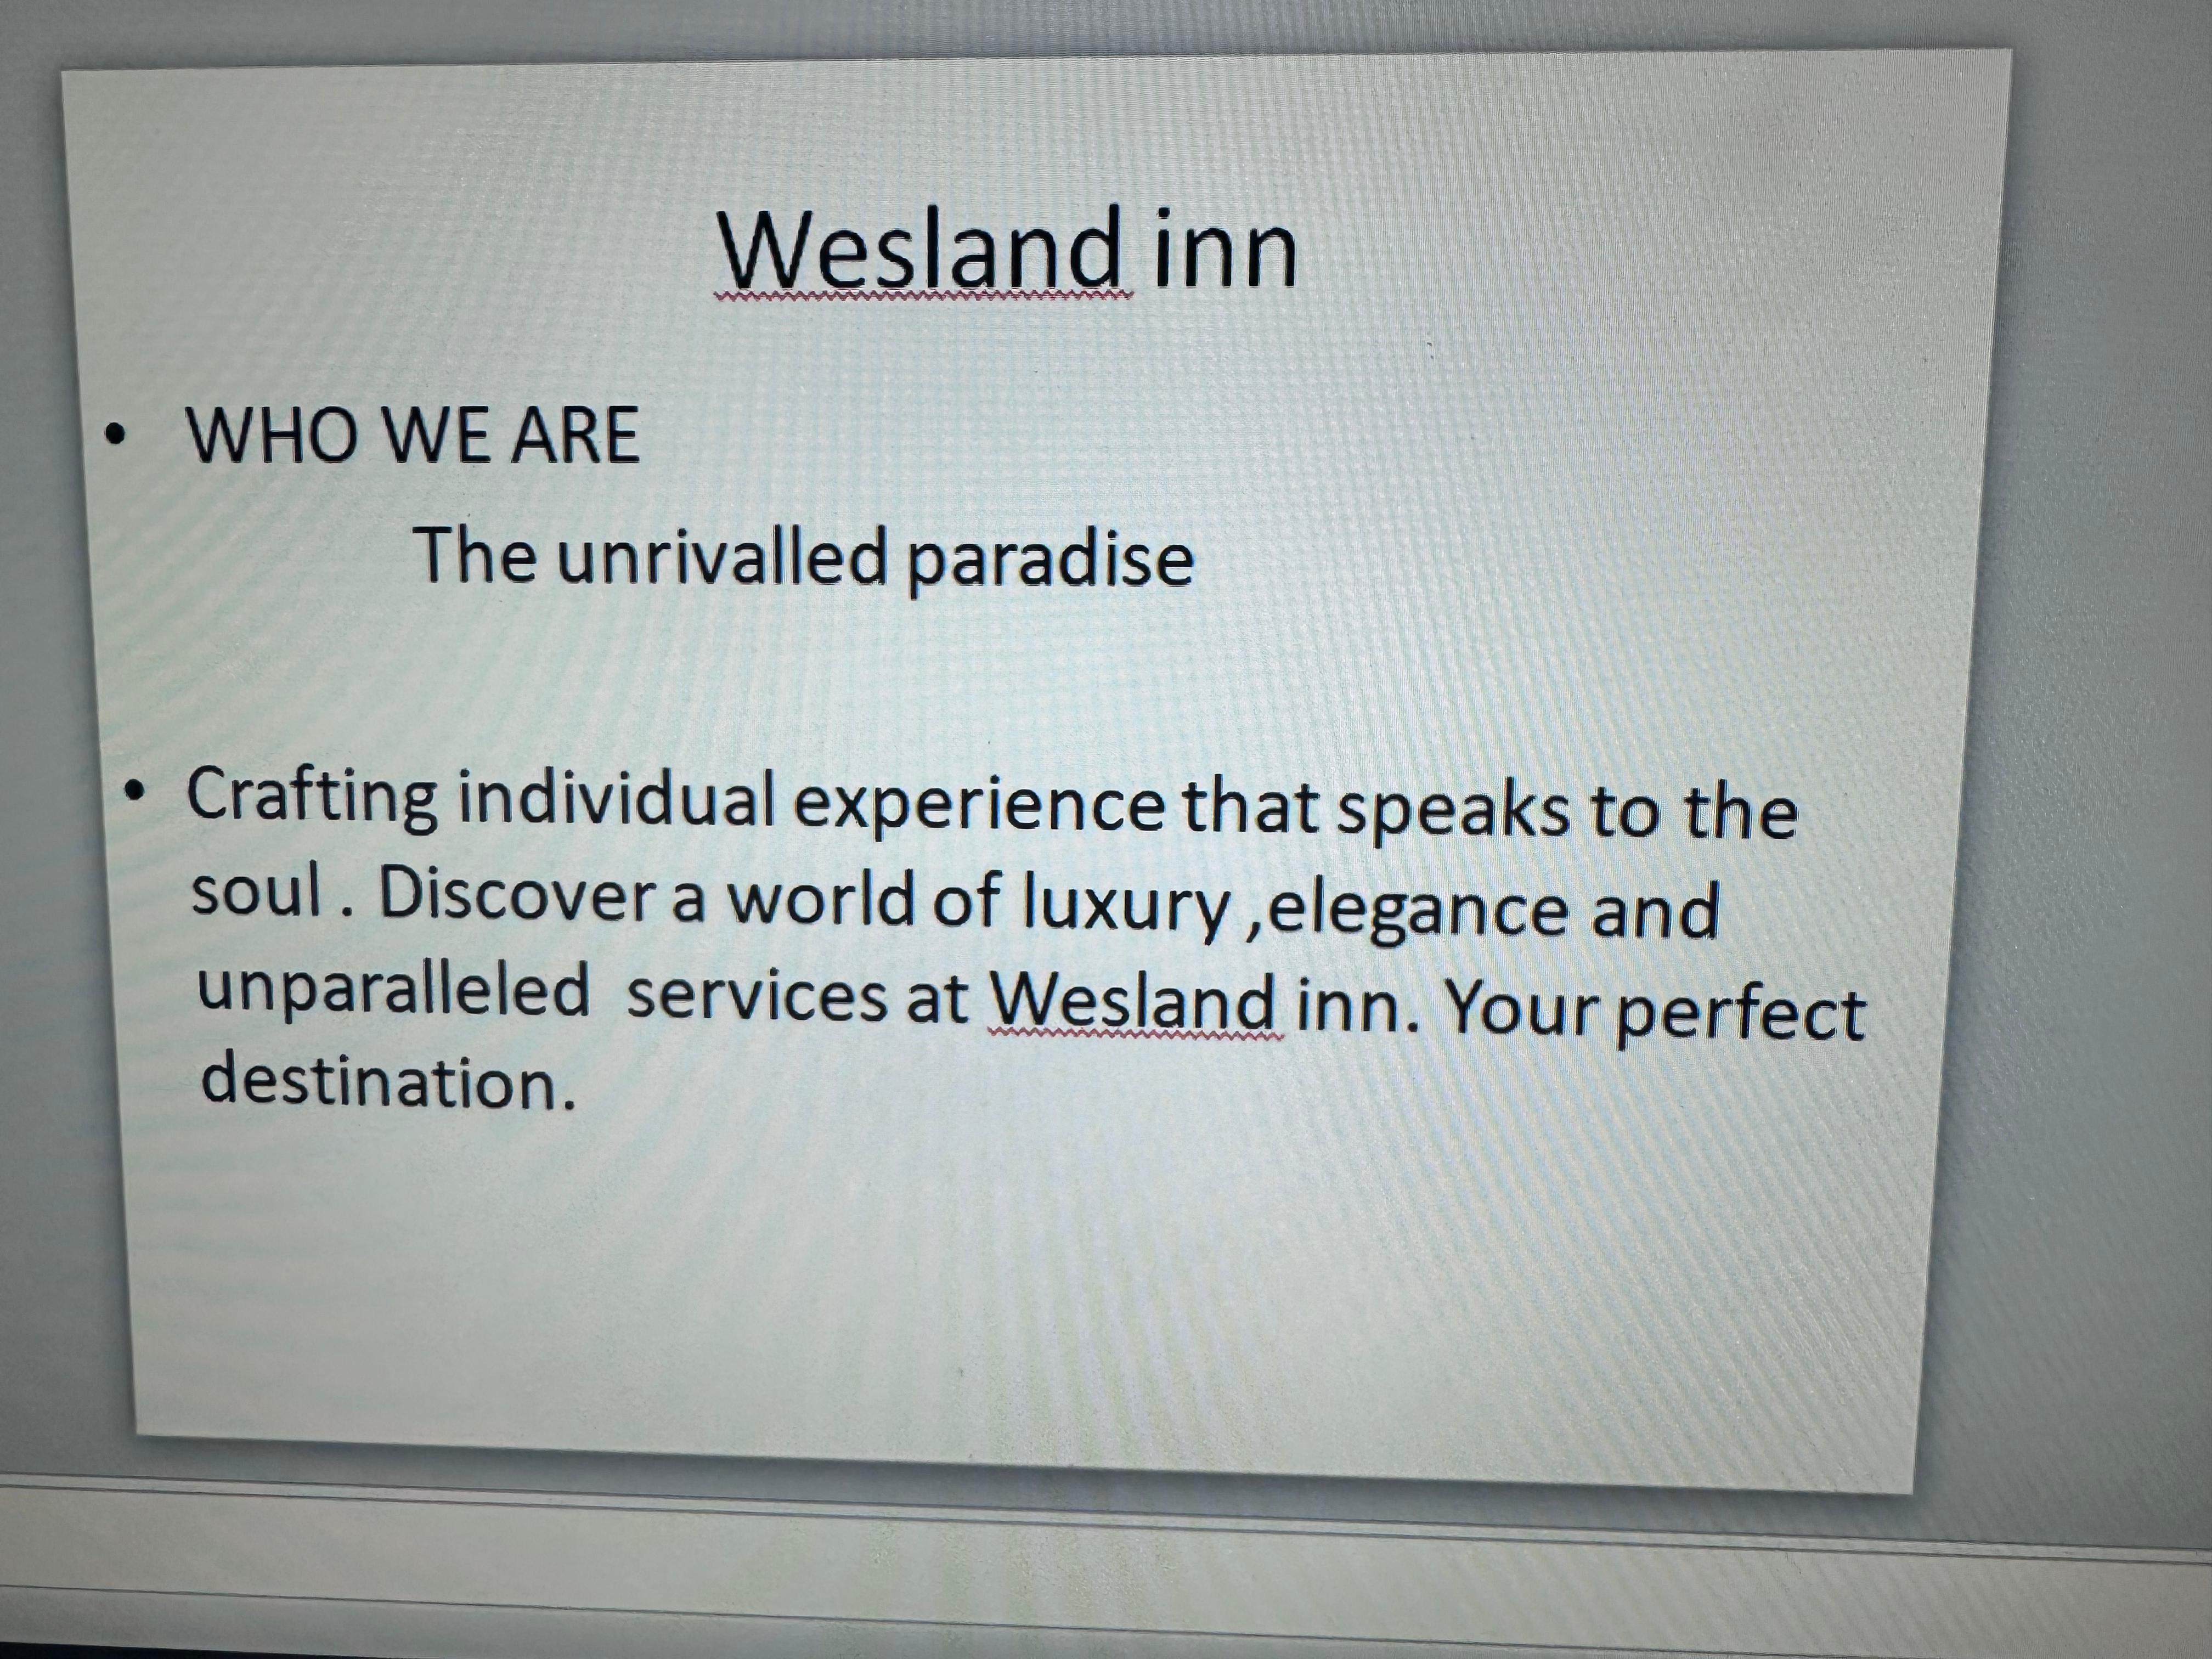 Wesland inn
• WHO WE ARE
The unrivalled paradise
• Crafting individual experience that speaks to the
soul . Discover a world of luxury ,elegance and
unparalleled  services at Wesland inn. Your perfect
destination.